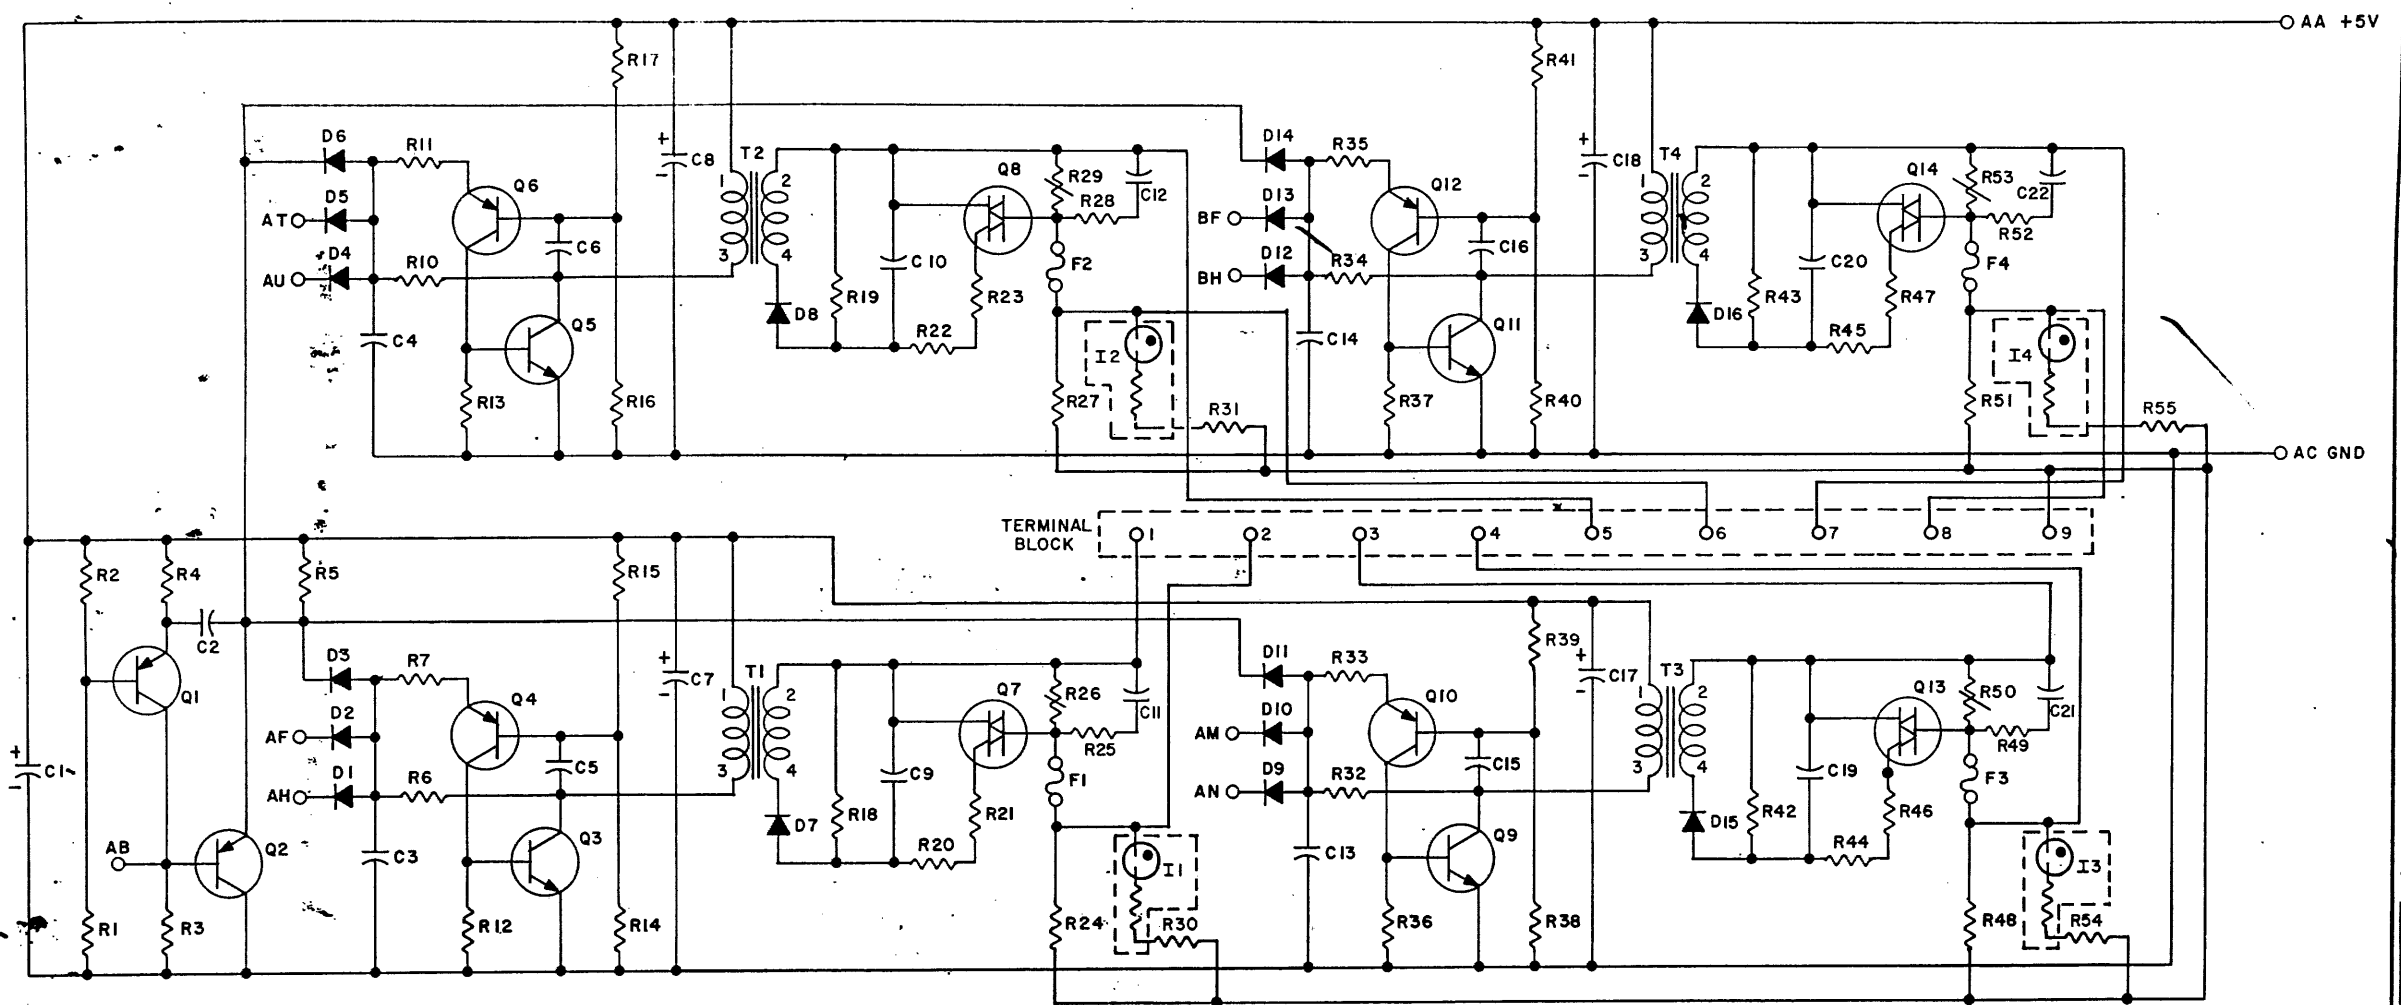 AA +5V
R17
R41
D6
R11
Q6
C8
T2
1
2
3
4
Q8
R29
R28
C12
D14
R35
Q12
C18
T4
1
2
3
4
Q14
R53
C22
R52
AT
D5
BF
D13
AU
D4
R10
C6
C10
F2
BH
D12
R34
C16
C20
F4
C4
Q5
D8
R19
R23
R22
I2
C14
Q11
D16
R43
R47
R45
I4
R13
R16
R27
R31
R37
R40
R51
R55
AC GND
TERMINAL
BLOCK
1
2
3
4
5
6
7
8
9
R2
R4
R5
R15
C2
R39
Q1
D3
R7
Q4
C7
T1
1
2
3
4
Q7
R26
C11
R25
D11
R33
Q10
C17
T3
1
2
3
4
Q13
R50
C21
R49
AF
D2
AM
D10
C1
AH
D1
R6
C5
C9
F1
AN
D9
R32
C15
C19
F3
AB
Q2
C3
Q3
D7
R18
R21
R20
I1
C13
Q9
D15
R42
R46
R44
I3
R1
R3
R12
R14
R24
R30
R36
R38
R48
R54